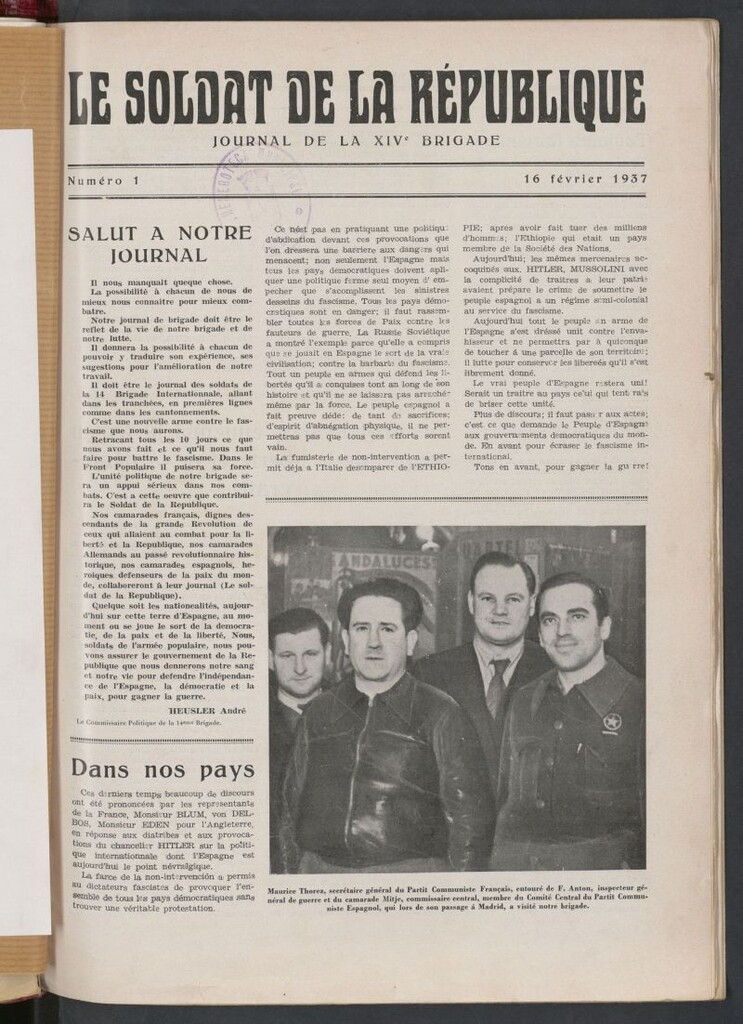 LE SOLDAT DE LA RÉPUBLIQUE
JOURNAL DE LA XIVe BRIGADE
Numéro 1
16 février 1937
SALUT A NOTRE
JOURNAL
Il nous manquait queque chose.
La possibilité à chacun de nous de
mieux nous connaitre pour mieux com-
batre.
Notre journal de brigade doit être le
reflet de la vie de notre brigade et de
notre lutte.
Il donnera la possibilité à chacun de
pouvoir y traduire son expérience, ses
sugestions pour l'amélioration de notre
travail.
Il doit être le journal des soldats de
la 14 Brigade Internationale, allant
dans les tranchées, en premières lignes
comme dans les cantonnements.
C'est une nouvelle arme contre le fas-
cisme que nous aurons.
Retracant tous les 10 jours ce que
nous avons fait et ce qu'il nous faut
faire pour battre le fascisme. Dans le
Front Populaire il puisera sa force.
L'unité politique de notre brigade se-
ra un appui sérieux dans nos com-
bats. C'est a cette oeuvre que contribui-
ra le Soldat de la Republique.
Nos camarades français, dignes des-
cendants de la grande Revolution de
ceux qui allaient au combat pour la li-
berté et la Republique, nos camarades
Allemands au passé revolutionnaire his-
torique, nos camarades espagnols, he-
roiques defenseurs de la paix du mon-
de, collaboreront à leur journal (Le sol-
dat de la Republique).
Quelque soit les nationealités, aujour-
d'hui sur cette terre d'Espagne, au mo-
ment ou se joue le sort de la democra-
tie, de la paix et de la liberté, Nous,
soldats de l'armée populaire, nous pou-
vons assurer le gouvernement de la Re-
publique que nous donnerons notre sang
et notre vie pour défendre l'indépendan-
ce de l'Espagne, la démocratie et la
paix, pour gagner la guerre.
HEUSLER André
Le Commissaire Politique de la 14eme Brigade.
Dans nos pays
Ces derniers temps beaucoup de discours
ont été prononcées par les representants
de la France, Monsieur BLUM, von DEL-
BOS, Monsieur EDEN pour l'Angleterre,
en réponse aux diatribes et aux provoca-
tions du chancelier HITLER sur la politi-
que internationale dont l'Espagne est
aujourd'hui le point névralgique.
La farce de la non-intervención a permis
au dictateurs fascistes de provoquer l'en-
semble de tous les pays démocratiques sans
trouver une véritable protestation.
Ce nést pas en pratiquant une politique
d'abdication devant ces provocations que
l'on dressera une barriere aux dangers qui
menacent; non seulement l'Espagne mais
tous les pays democratiques doivent apli-
quer une politique ferme seul moyen d'em-
pecher que s'acomplissent les sinistres
desseins du fascisme. Tous les pays démo-
cratiques sont en danger; il faut rassem-
bler toutes les forces de Paix contre les
fauteurs de guerre. La Russie Soviétique
a montré l'exemple parce qu'elle a compris
que se jouait en Espagne le sort de la vraie
civilisation; contre la barbarie du fascisme.
Tout un peuple en armes qui défend les li-
bertés qu'il a conquises tont an long de son
histoire et qu'il ne se laissera pas arraché
même par la force. Le peuple espagnol a
fait preuve dédé: de tant de sacrifices;
d'espirit d'abnégation physique, il ne per-
mettras pas que tous ces efforts sorent
vain.
La fumisterie de non-intervention a per-
mit déja a l'Italie desemparer de l'ETHIO-
PIE; apres avoir fait tuer des millions
d'hommes; l'Ethiopie qui etait un pays
membre de la Société des Nations.
Aujourd'hui; les mèmes mercenaires ac-
coquinés aux, HITLER, MUSSOLINI avec
la complicité de traitres a leur patrie
avaient prépare le crime de soumettre le
peuple espagnol a un régime semi-colonial
au service du fascisme.
Aujourd'hui tout le peuple en arme de
l'Espagne s'est dréssé unit contre l'enva-
hisseur et ne permettra par à quiconque
de toucher á une parcelle de son territoire;
il lutte pour conserver les libereés qu'il s'est
librement donné.
Le vrai peuple d'Espagne restera uni!
Serait un traitre au pays celui qui tent rais
de briser cette unité.
Plus de discours; il faut passer aux actes;
c'est ce que demande le Peuple d'Espagne
aux gouvernements democratiques du mon-
de. En avant pour écraser le fascisme in-
ternational.
Tons en avant, pour gagner la guerre!
ANDALUCES
CUARTEL
Maurice Thorez, secrétaire général du Partit Communiste Français, entouré de F. Anton, inspecteur gé-
néral de guerre et du camarade Mitje, commissaire central, membre du Comité Central du Partit Commu-
niste Espagnol, qui lors de son passage á Madrid, a visité notre brigade.